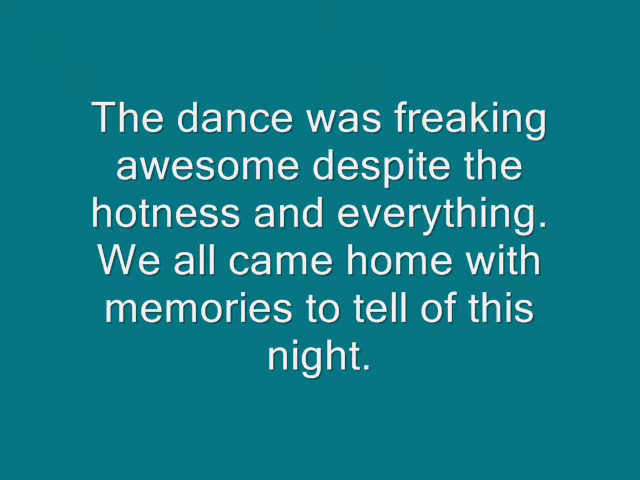 The dance was freaking
awesome despite the
hotness and everything.
We all came home with
memories to tell of this
night.